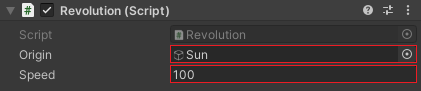 Revolution (Script)
Script Revolution
Origin Sun
Speed 100